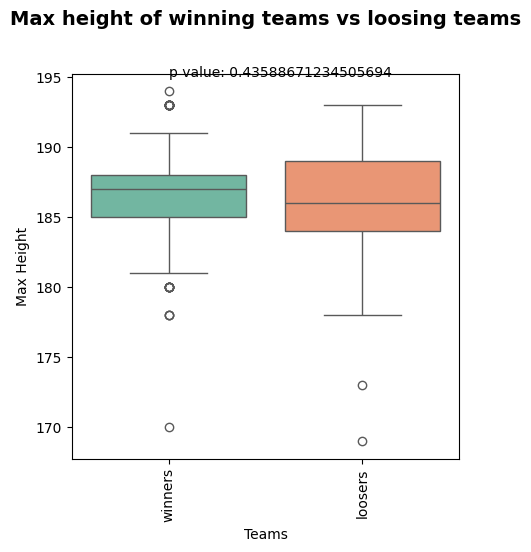 Max height of winning teams vs loosing teams
p value: 0.43588671234505694
195
190
185
180
175
170
Max Height
winners
loosers
Teams